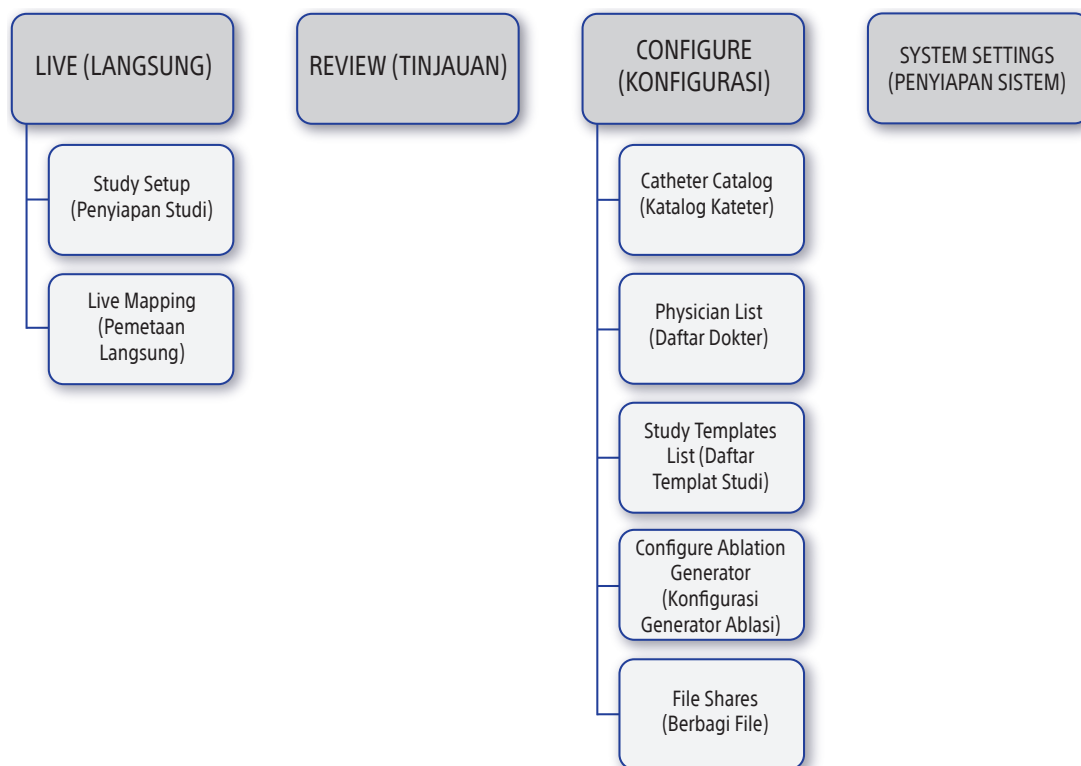 LIVE (LANGSUNG)
Study Setup
(Penyiapan Studi)
Live Mapping
(Pemetaan
Langsung)
REVIEW (TINJAUAN)
CONFIGURE
(KONFIGURASI)
Catheter Catalog
(Katalog Kateter)
Physician List
(Daftar Dokter)
Study Templates
List (Daftar
Templat Studi)
Configure Ablation
Generator
(Konfigurasi
Generator Ablasi)
File Shares
(Berbagi File)
SYSTEM SETTINGS
(PENYIAPAN SISTEM)